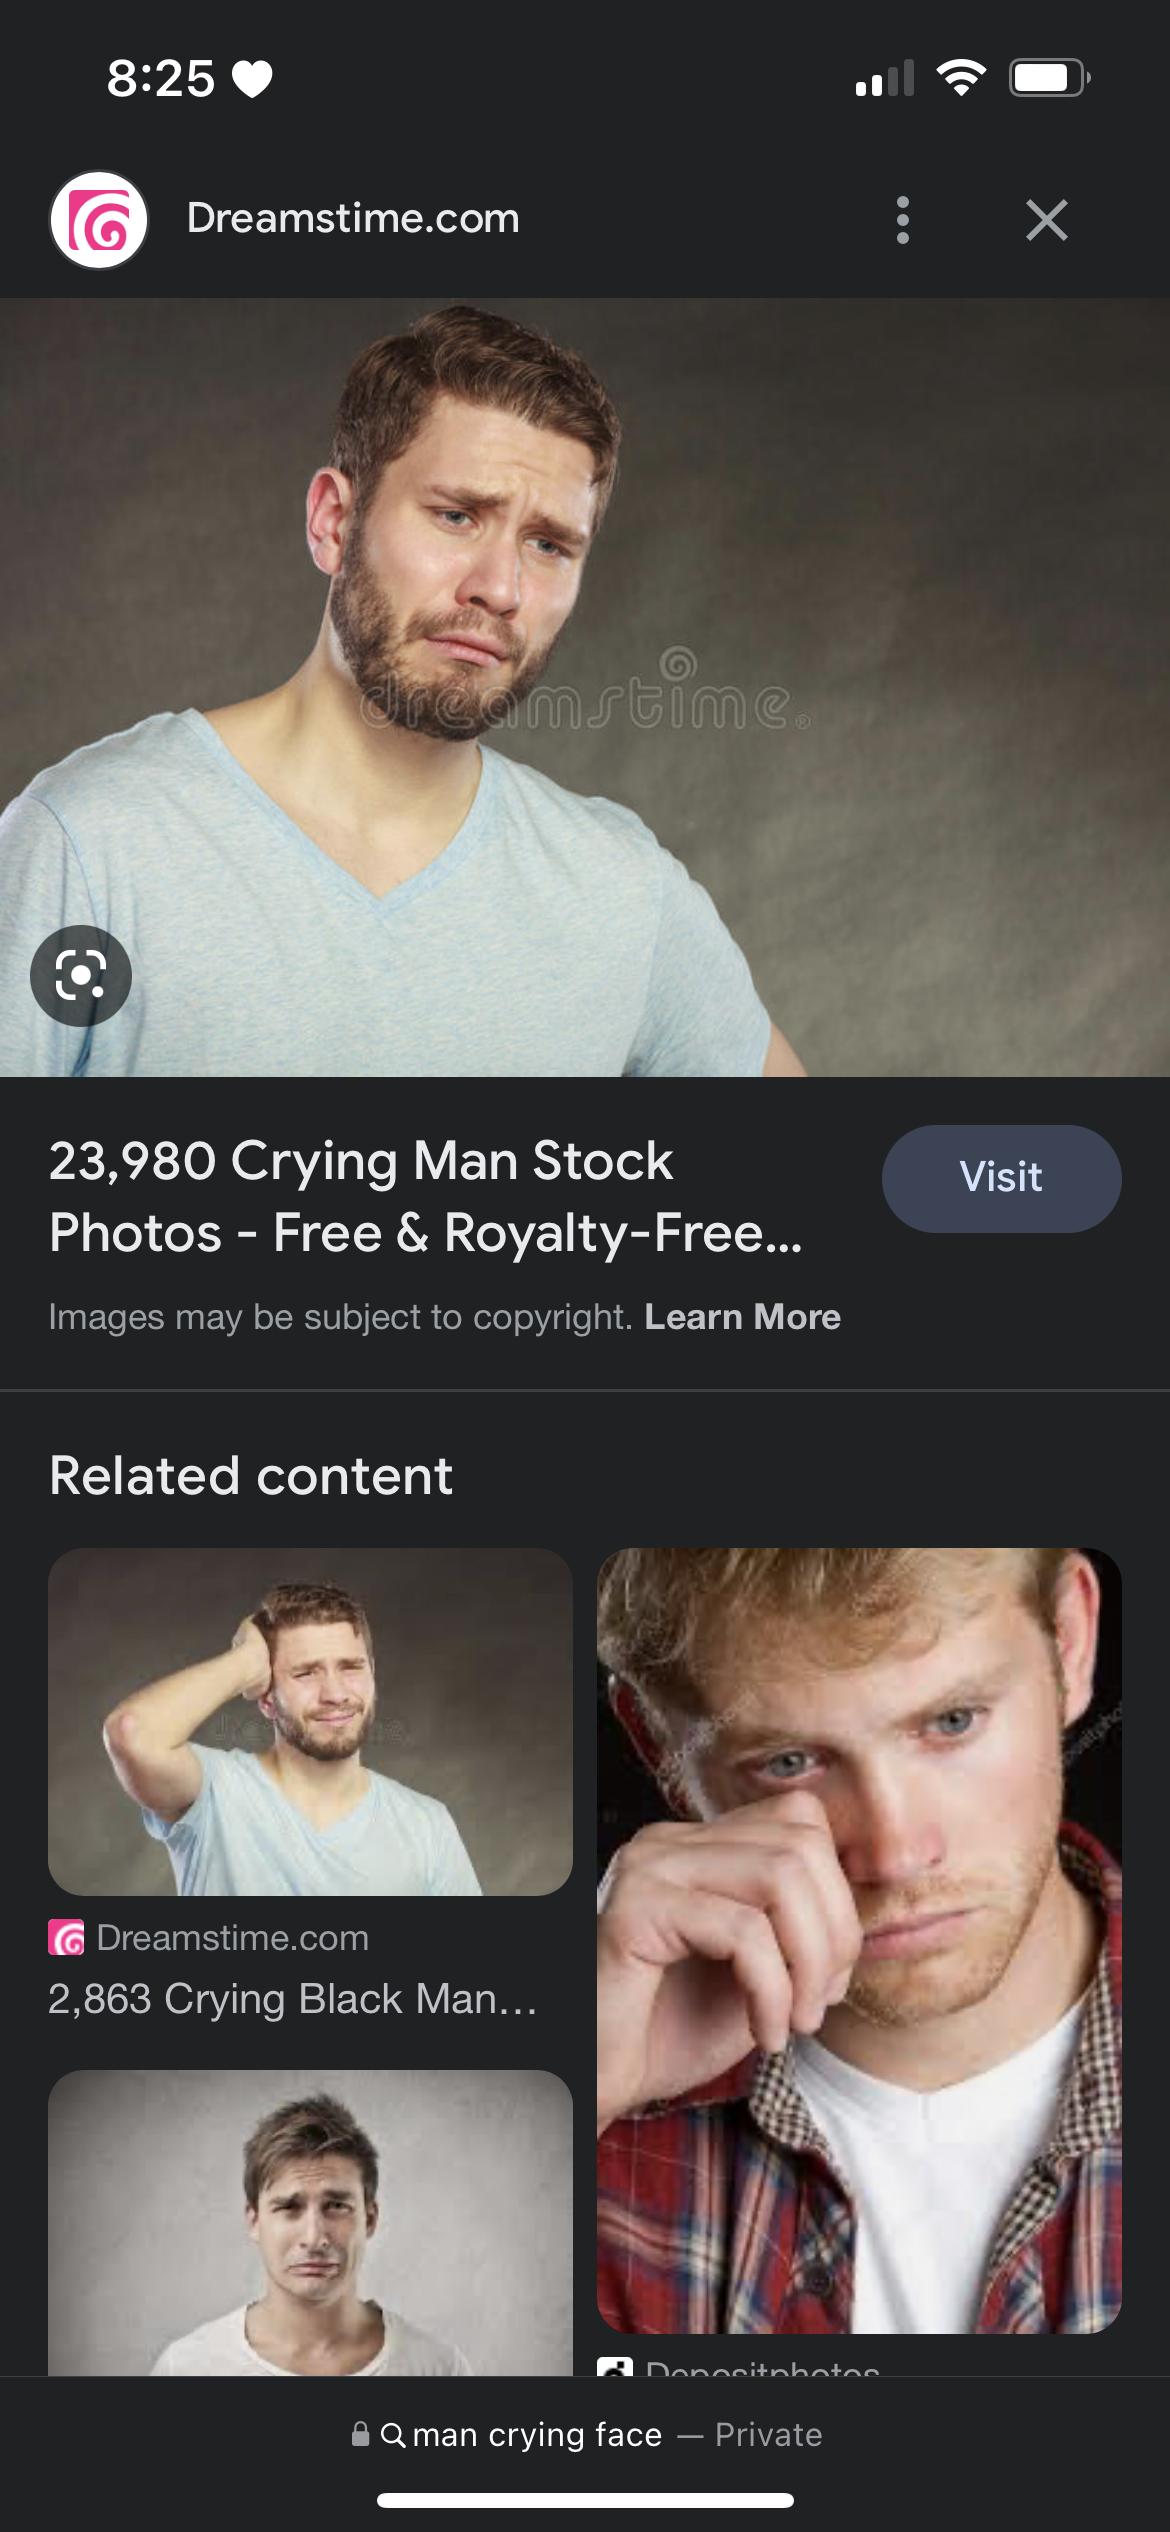 8:25
Dreamstime.com
dreamstime®
23,980 Crying Man Stock
Photos - Free & Royalty-Free...
Visit
Images may be subject to copyright. Learn More
Related content
Dreamstime.com
2,863 Crying Black Man...
Depositphotos
man crying face — Private